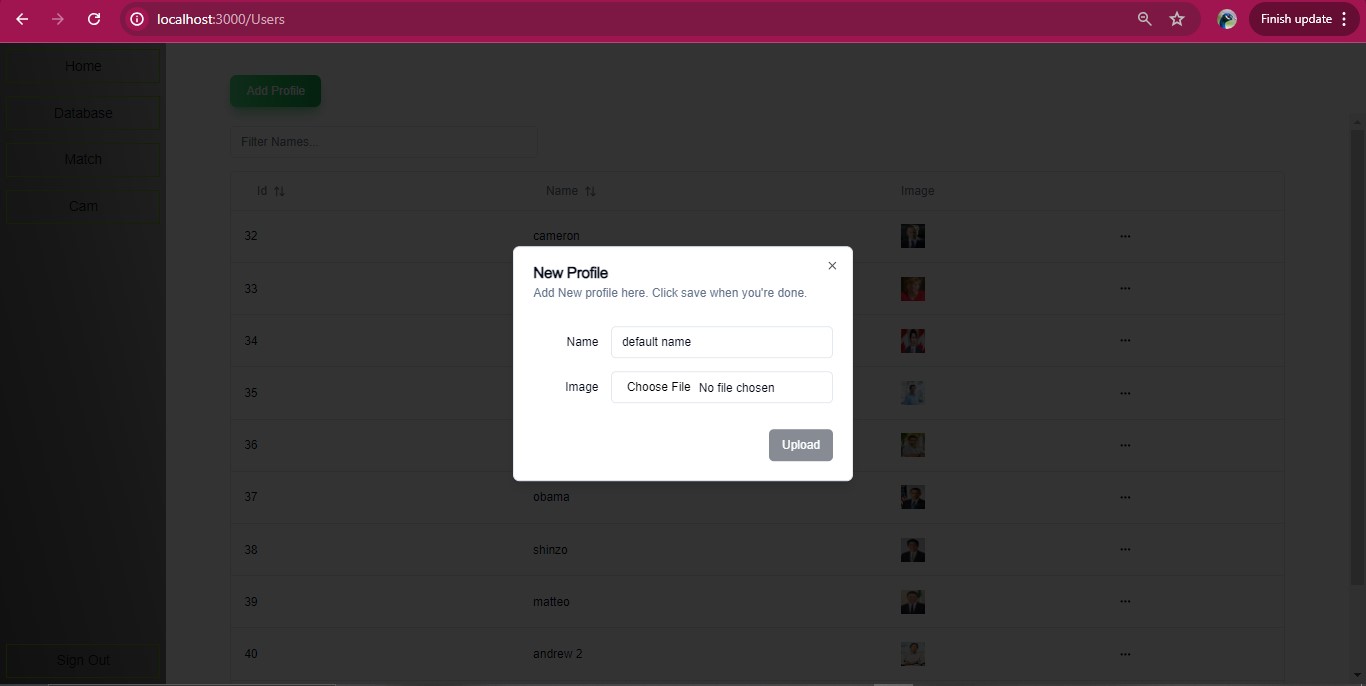 localhost:3000/Users
Finish update
Home
Database
Match
Cam
Sign Out
Add Profile
Filter Names...
Id Name Image
32 cameron
33
34
35
36
37 obama
38 shinzo
39 matteo
40 andrew 2
New Profile
Add New profile here. Click save when you're done.
Name default name
Image Choose File No file chosen
Upload